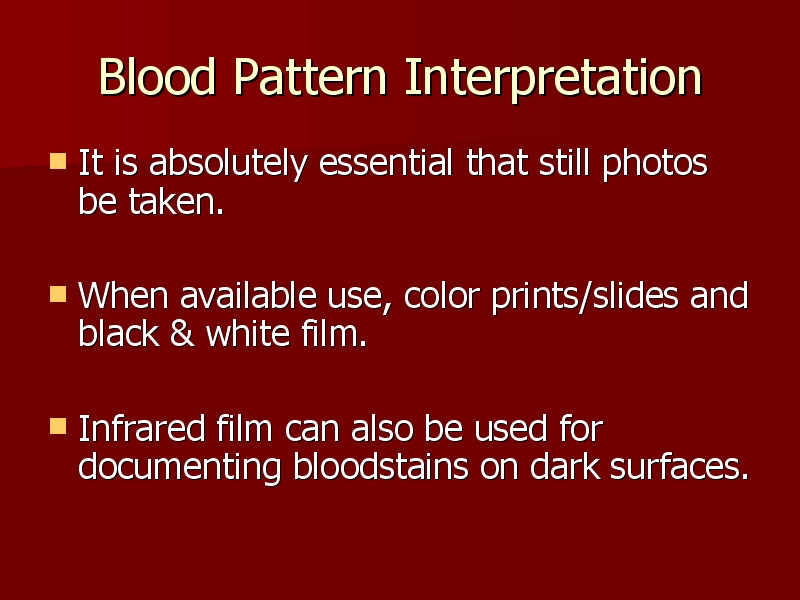 Blood Pattern Interpretation
It is absolutely essential that still photos
be taken.
When available use, color prints/slides and
black & white film.
Infrared film can also be used for
documenting bloodstains on dark surfaces.